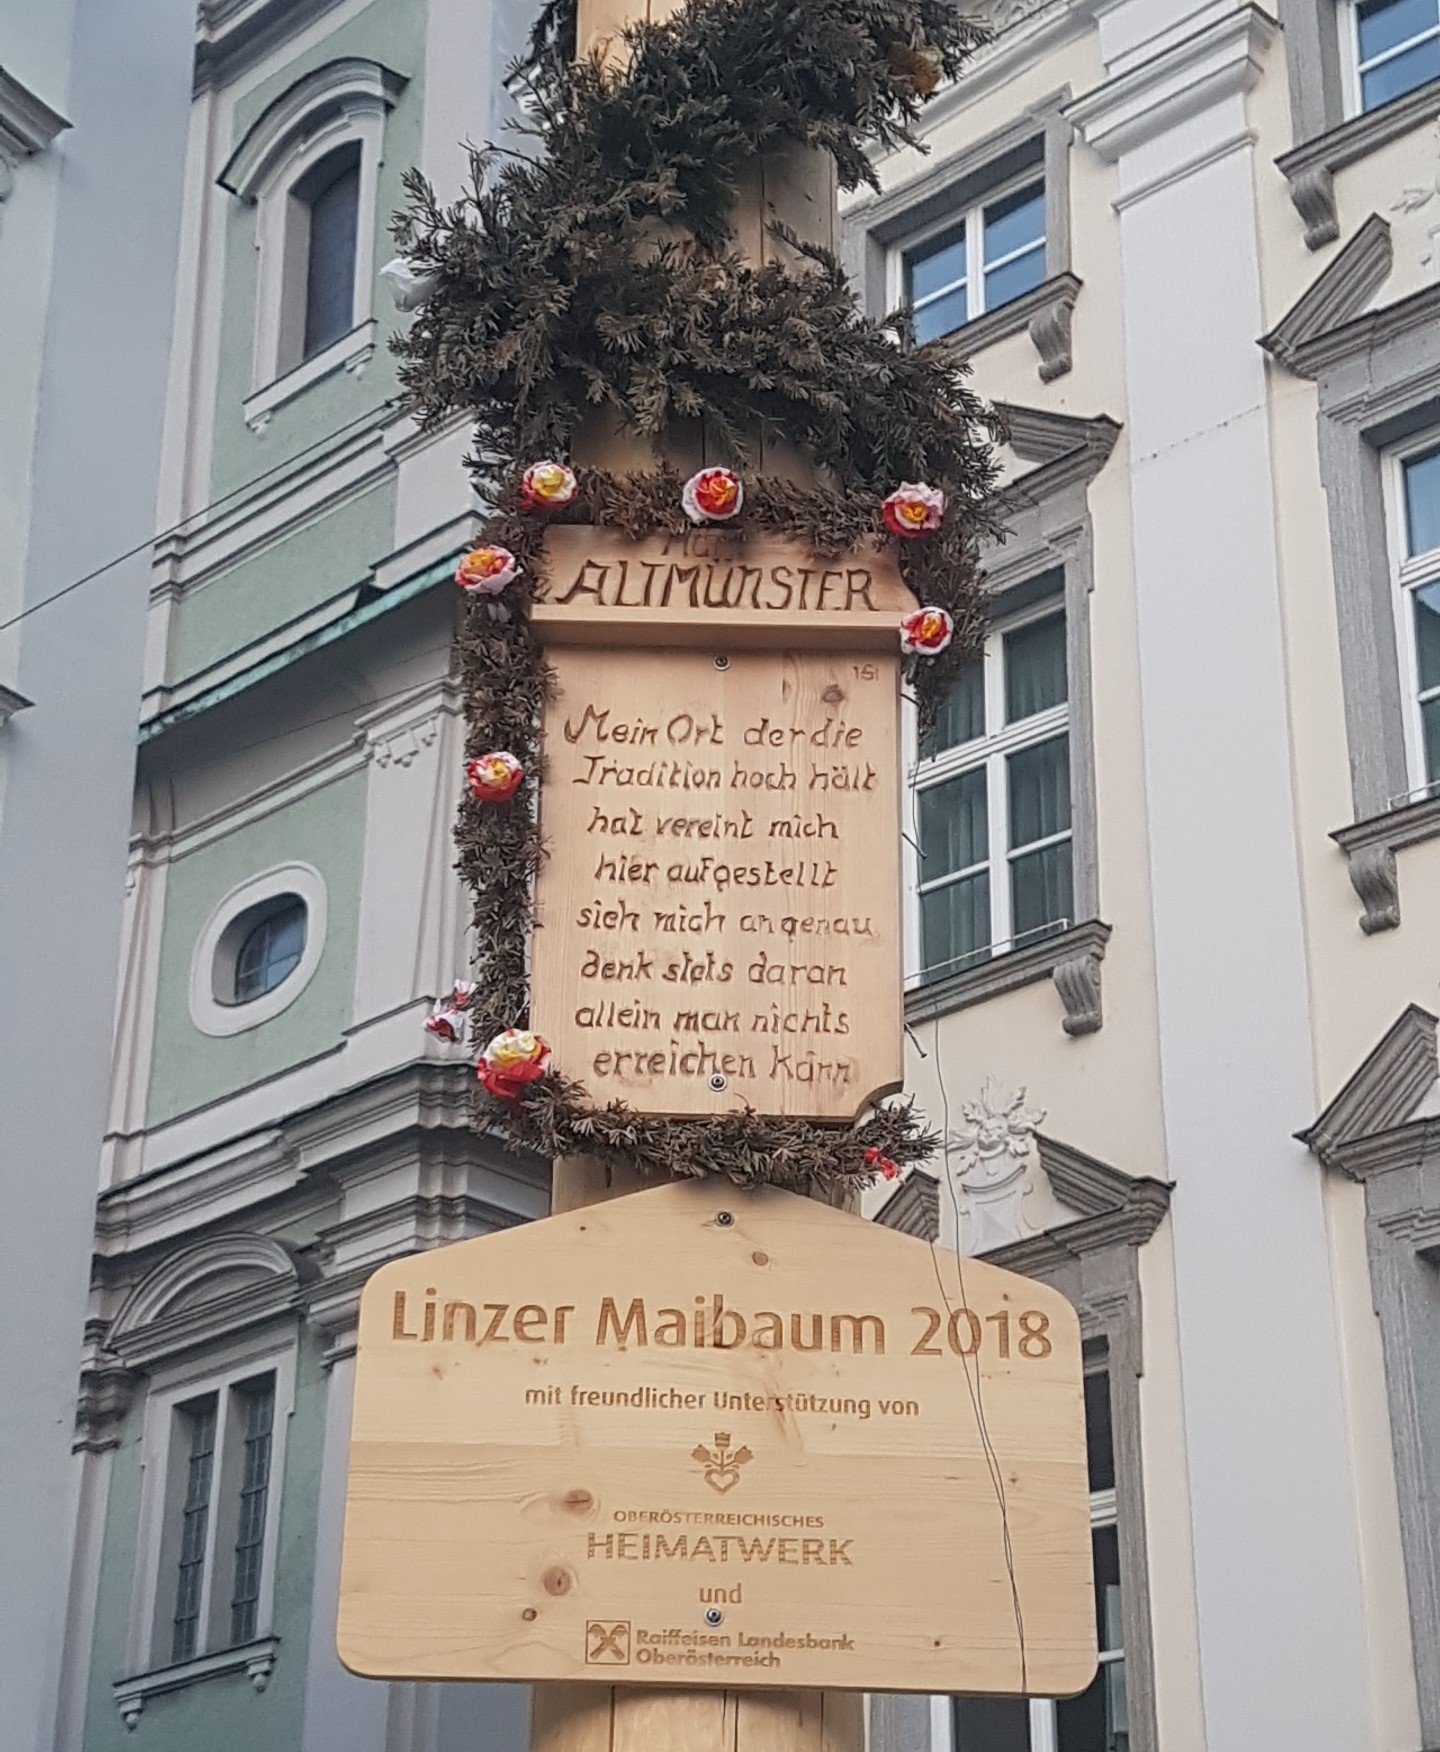 ALTMÜNSTER
Mein Ort der die
Tradition hoch hält
hat vereint mich
hier aufgestellt
sieh mich an genau
denk stets daran
allein man nichts
erreichen kann
Linzer Maibaum 2018
mit freundlicher Unterstützung von
OBERÖSTERREICHISCHES
HEIMATWERK
und
Raiffeisen Landesbank
Oberösterreich